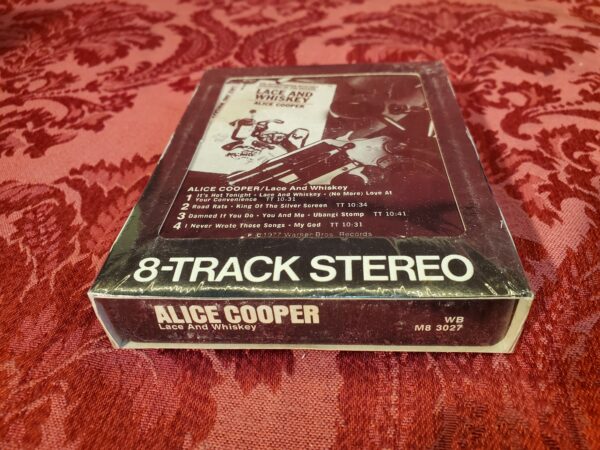 LACE AND
WHISKEY
ALICE COOPER
ALICE COOPER/Lace And Whiskey
1 It's Hot Tonight - Lace And Whiskey - (No More) Love At
Your Convenience TT 10:31
2 Road Rats - King Of The Silver Screen TT 10:34
3 Damned If You Do - You And Me - Ubangi Stomp TT 10:41
4 I Never Wrote Those Songs - My God TT 10:31
℗ ©1977 Warner Bros. Records
8-TRACK STEREO
ALICE COOPER
Lace And Whiskey
WB
M8 3027